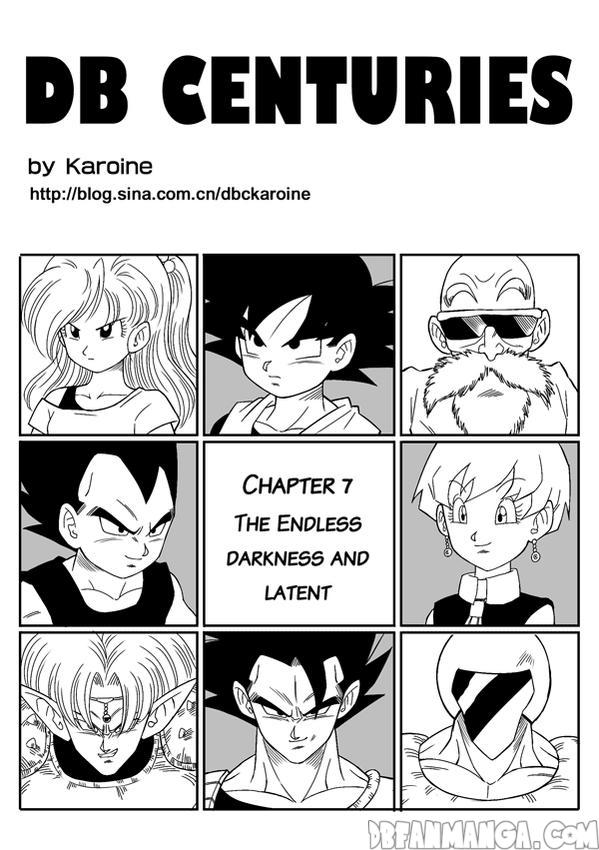 DB CENTURIES
by Karoine
http://blog.sina.com.cn/dbckaroine
CHAPTER 7
THE ENDLESS
DARKNESS AND
LATENT
DBFANMANGA.COM